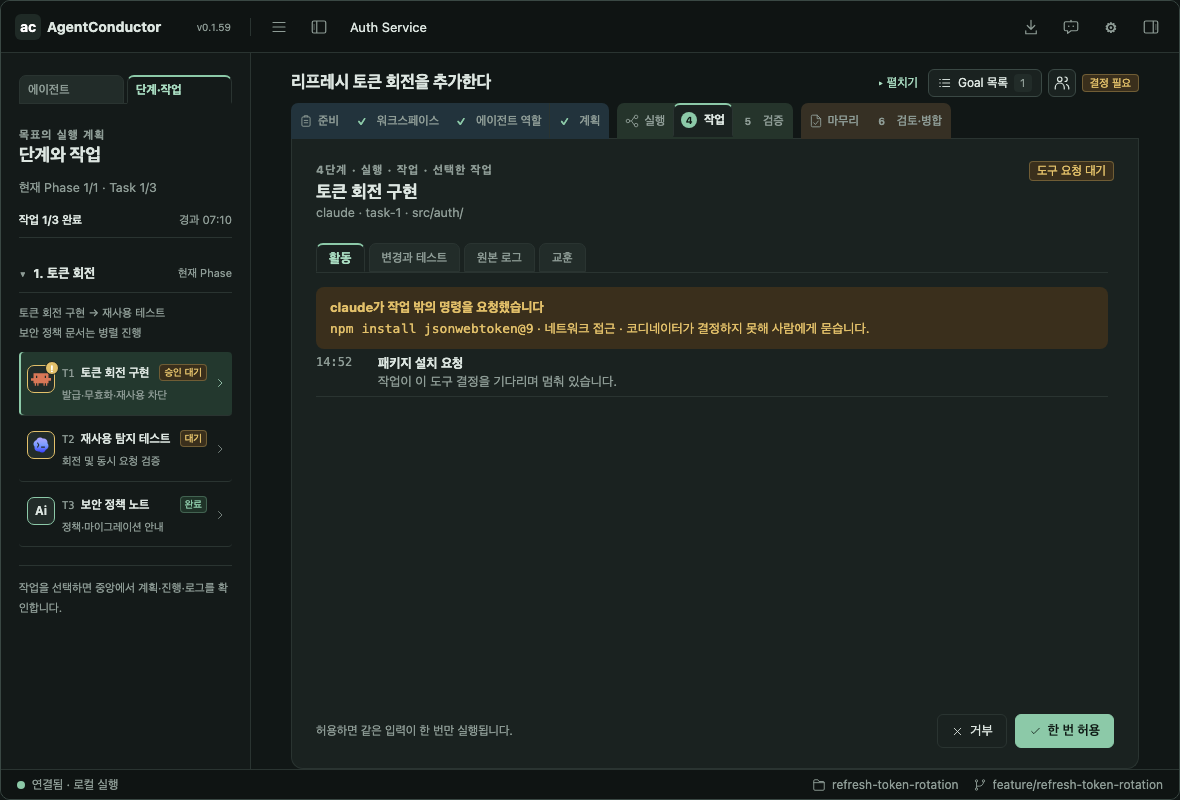 ac AgentConductor v0.1.59 Auth Service
에이전트 단계·작업
목표의 실행 계획
단계와 작업
현재 Phase 1/1 · Task 1/3
작업 1/3 완료 경과 07:10
▾ 1. 토큰 회전 현재 Phase
토큰 회전 구현 → 재사용 테스트
보안 정책 문서는 병렬 진행
! T1 토큰 회전 구현 승인 대기
발급·무효화·재사용 차단
T2 재사용 탐지 테스트 대기
회전 및 동시 요청 검증
Ai T3 보안 정책 노트 완료
정책·마이그레이션 안내
작업을 선택하면 중앙에서 계획·진행·로그를 확
인합니다.
리프레시 토큰 회전을 추가한다 ▸ 펼치기 Goal 목록 1 결정 필요
준비 ✓ 워크스페이스 ✓ 에이전트 역할 ✓ 계획 실행 4 작업 5 검증 마무리 6 검토·병합
4단계 · 실행 · 작업 · 선택한 작업
도구 요청 대기
토큰 회전 구현
claude · task-1 · src/auth/
활동 변경과 테스트 원본 로그 교훈
claude가 작업 밖의 명령을 요청했습니다
npm install jsonwebtoken@9 · 네트워크 접근 · 코디네이터가 결정하지 못해 사람에게 묻습니다.
14:52 패키지 설치 요청
작업이 이 도구 결정을 기다리며 멈춰 있습니다.
허용하면 같은 입력이 한 번만 실행됩니다. × 거부 ✓ 한 번 허용
연결됨 · 로컬 실행 refresh-token-rotation feature/refresh-token-rotation